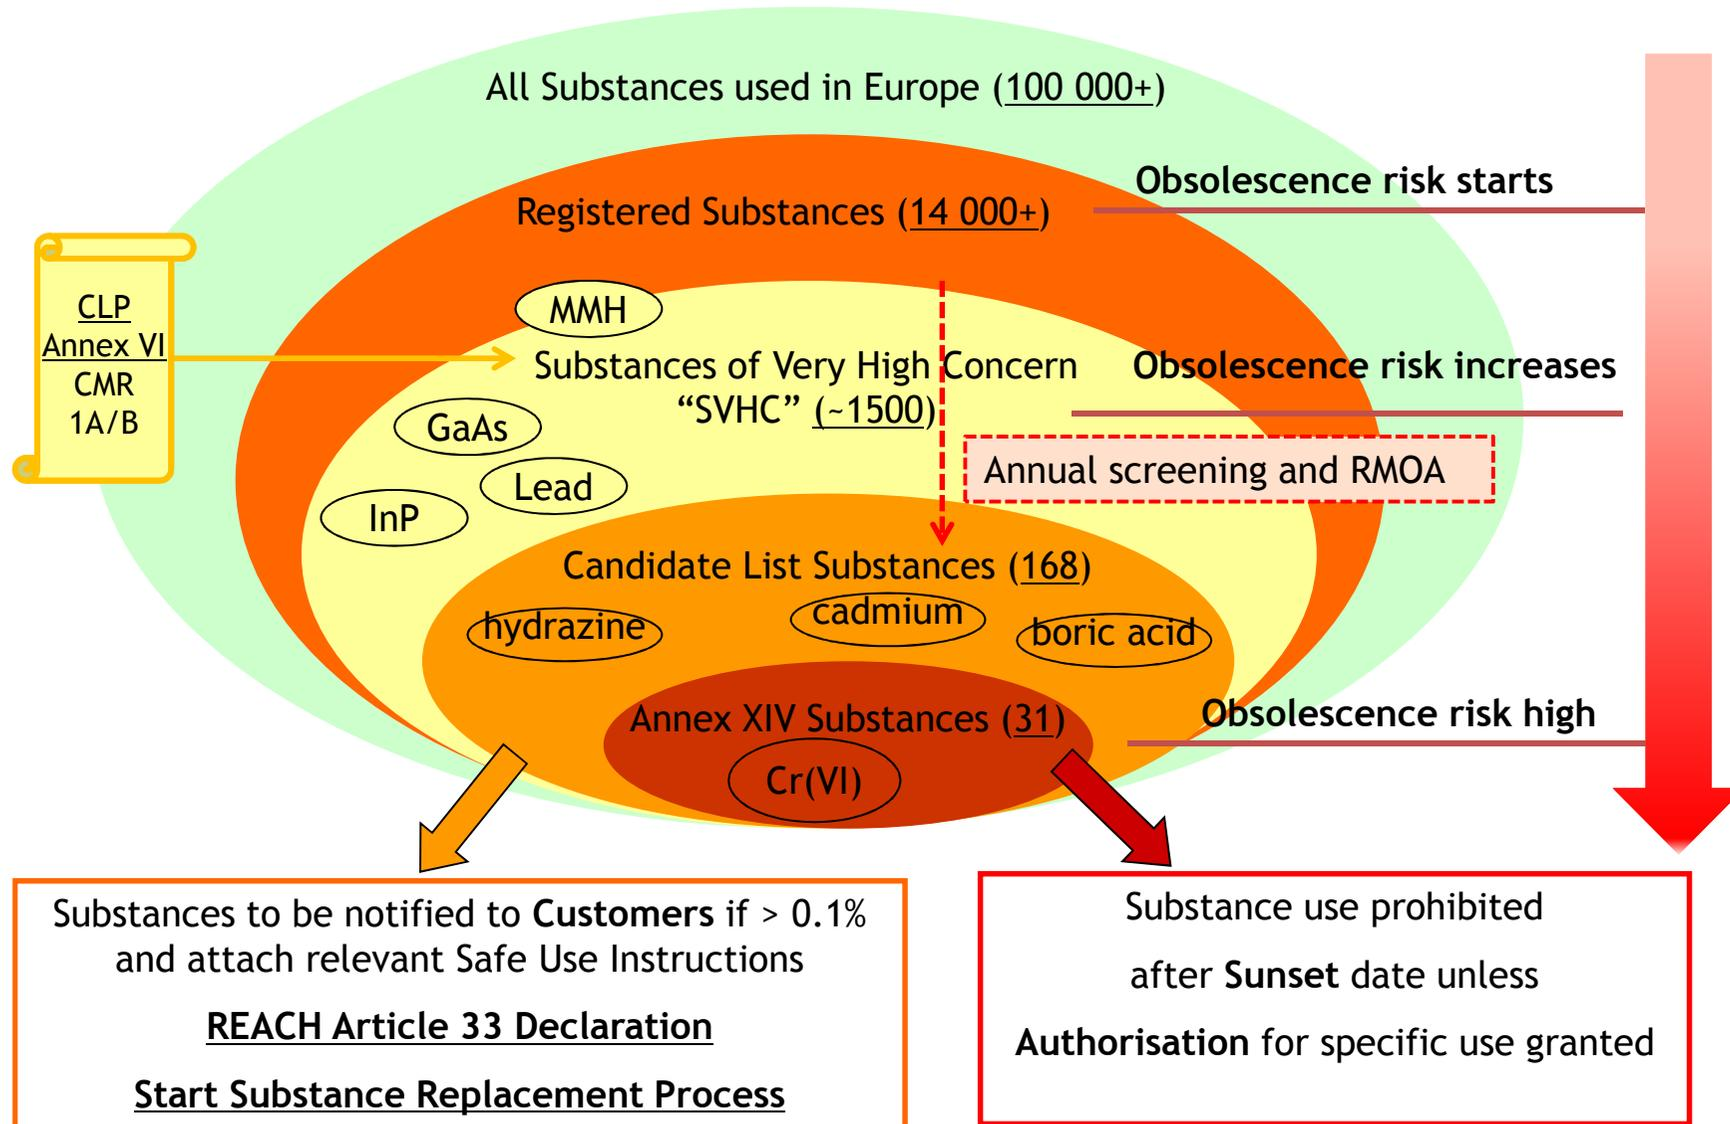 All Substances used in Europe (100 000+)
Obsolescence risk starts
Registered Substances (14 000+)
CLP
Annex VI
CMR
1A/B
MMH
Substances of Very High Concern
“SVHC” (~1500)
Obsolescence risk increases
GaAs
Lead
InP
Annual screening and RMOA
Candidate List Substances (168)
hydrazine
cadmium
boric acid
Annex XIV Substances (31)
Cr(VI)
Obsolescence risk high
Substances to be notified to Customers if > 0.1%
and attach relevant Safe Use Instructions
REACH Article 33 Declaration
Start Substance Replacement Process
Substance use prohibited
after Sunset date unless
Authorisation for specific use granted